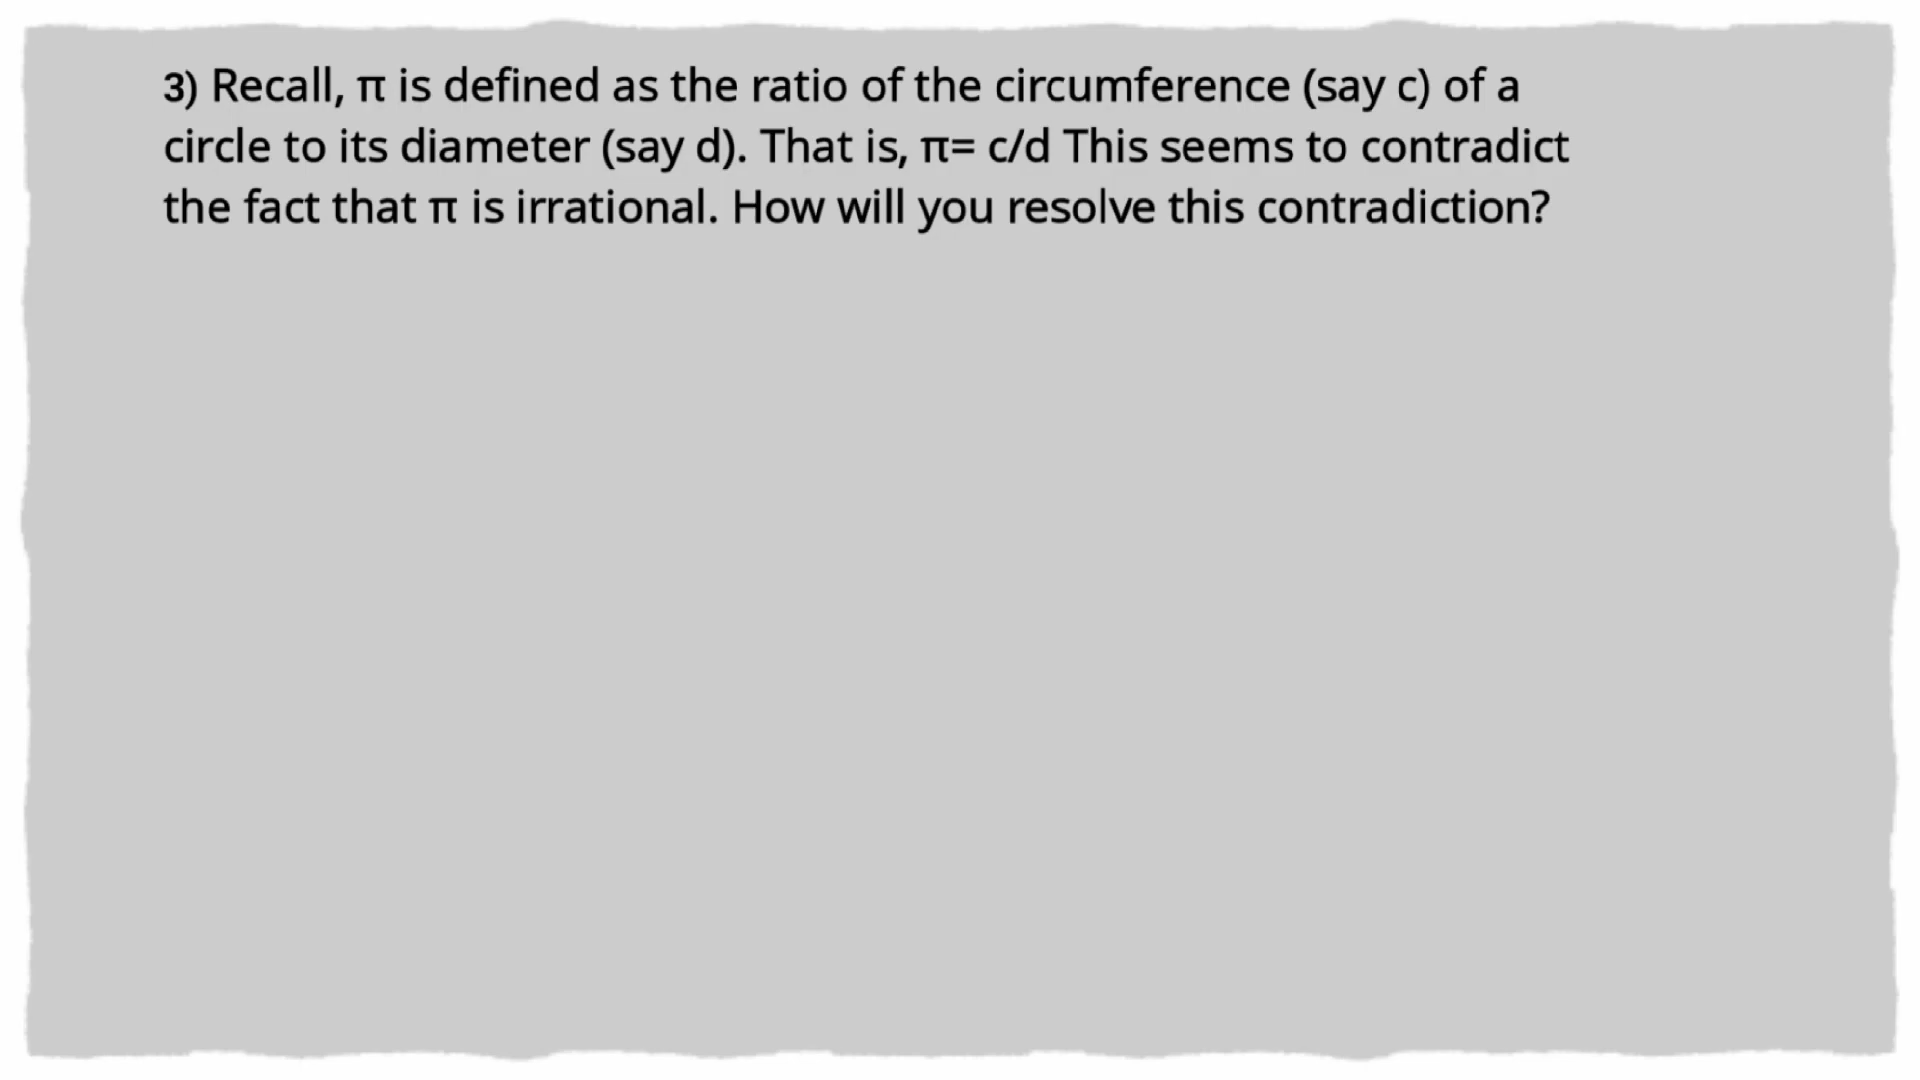 3) Recall, π is defined as the ratio of the circumference (say c) of a
circle to its diameter (say d). That is, π= c/d This seems to contradict
the fact that π is irrational. How will you resolve this contradiction?